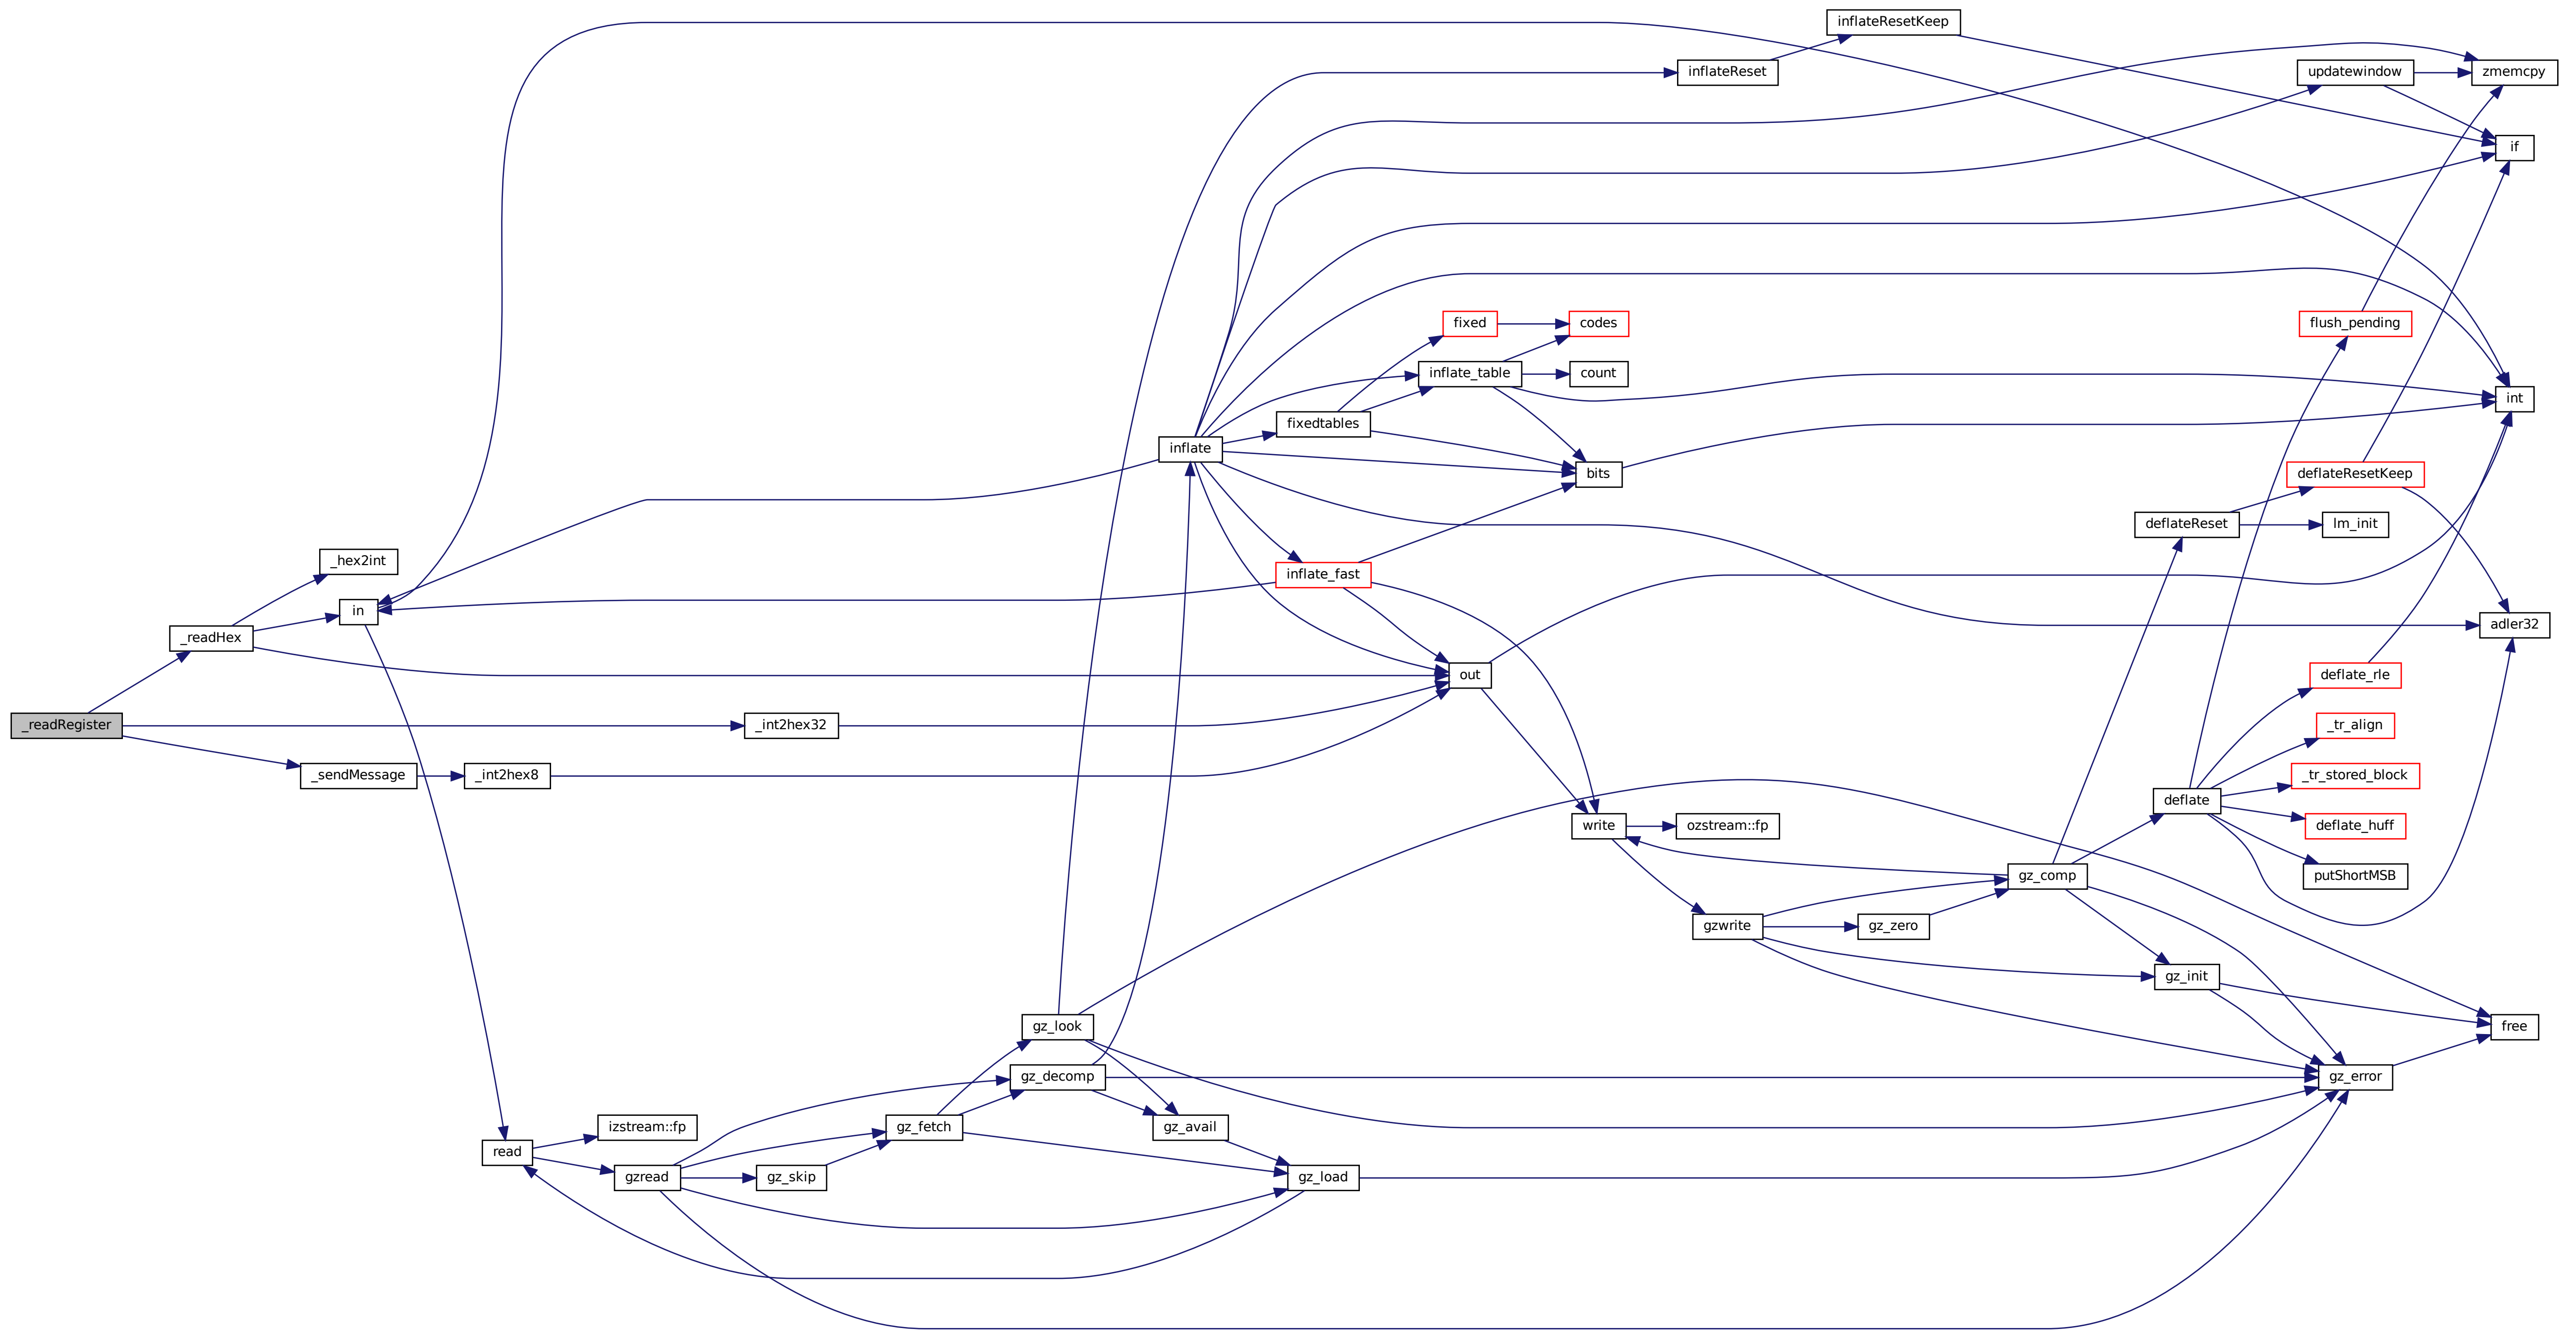 inflateResetKeep
inflateReset
updatewindow
zmemcpy
if
fixed
codes
flush_pending
inflate_table
count
int
fixedtables
inflate
bits
deflateResetKeep
deflateReset
lm_init
_hex2int
inflate_fast
in
adler32
_readHex
out
deflate_rle
_readRegister
_int2hex32
_tr_align
_sendMessage
_int2hex8
_tr_stored_block
deflate
write
ozstream::fp
deflate_huff
gz_comp
putShortMSB
gzwrite
gz_zero
gz_init
gz_look
free
gz_decomp
gz_error
izstream::fp
gz_fetch
gz_avail
read
gzread
gz_skip
gz_load